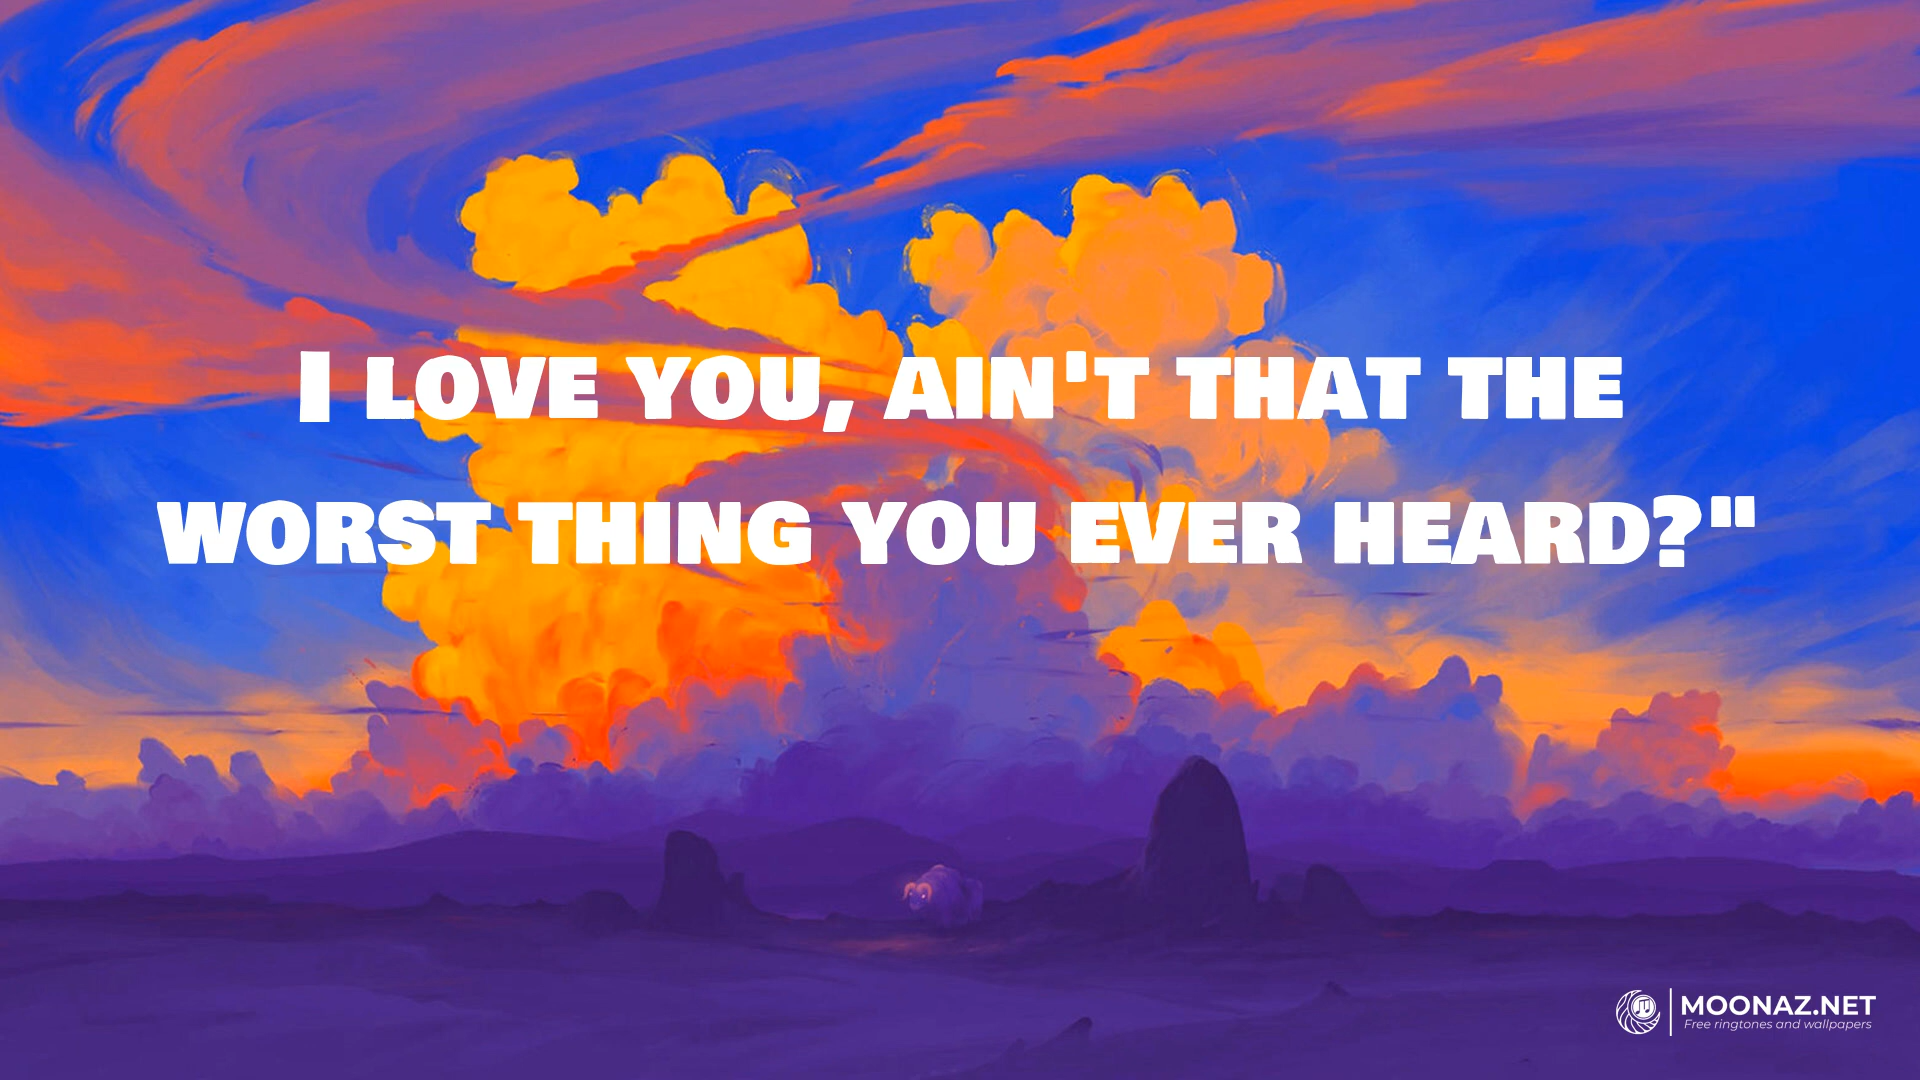 I LOVE YOU, AIN'T THAT THE
WORST THING YOU EVER HEARD?"
MOONAZ.NET
Free ringtones and wallpapers